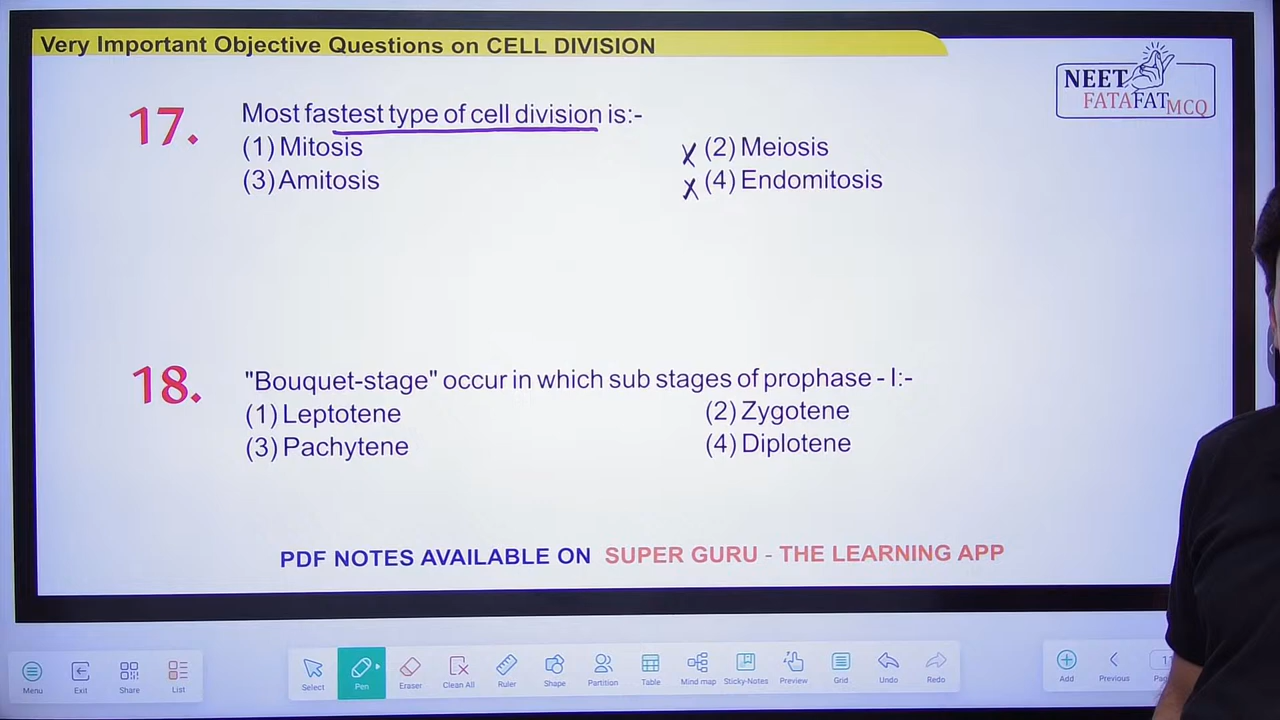 Very Important Objective Questions on CELL DIVISION
NEET
FATAFAT MCQ
17. Most fastest type of cell division is:-
(1) Mitosis
X (2) Meiosis
(3) Amitosis
X (4) Endomitosis
18. "Bouquet-stage" occur in which sub stages of prophase - I:-
(1) Leptotene
(2) Zygotene
(3) Pachytene
(4) Diplotene
PDF NOTES AVAILABLE ON SUPER GURU - THE LEARNING APP
Menu Exit Share List Select Pen Eraser Clean All Ruler Shape Partition Table Mind map Sticky-Notes Preview Grid Undo Redo Add Previous